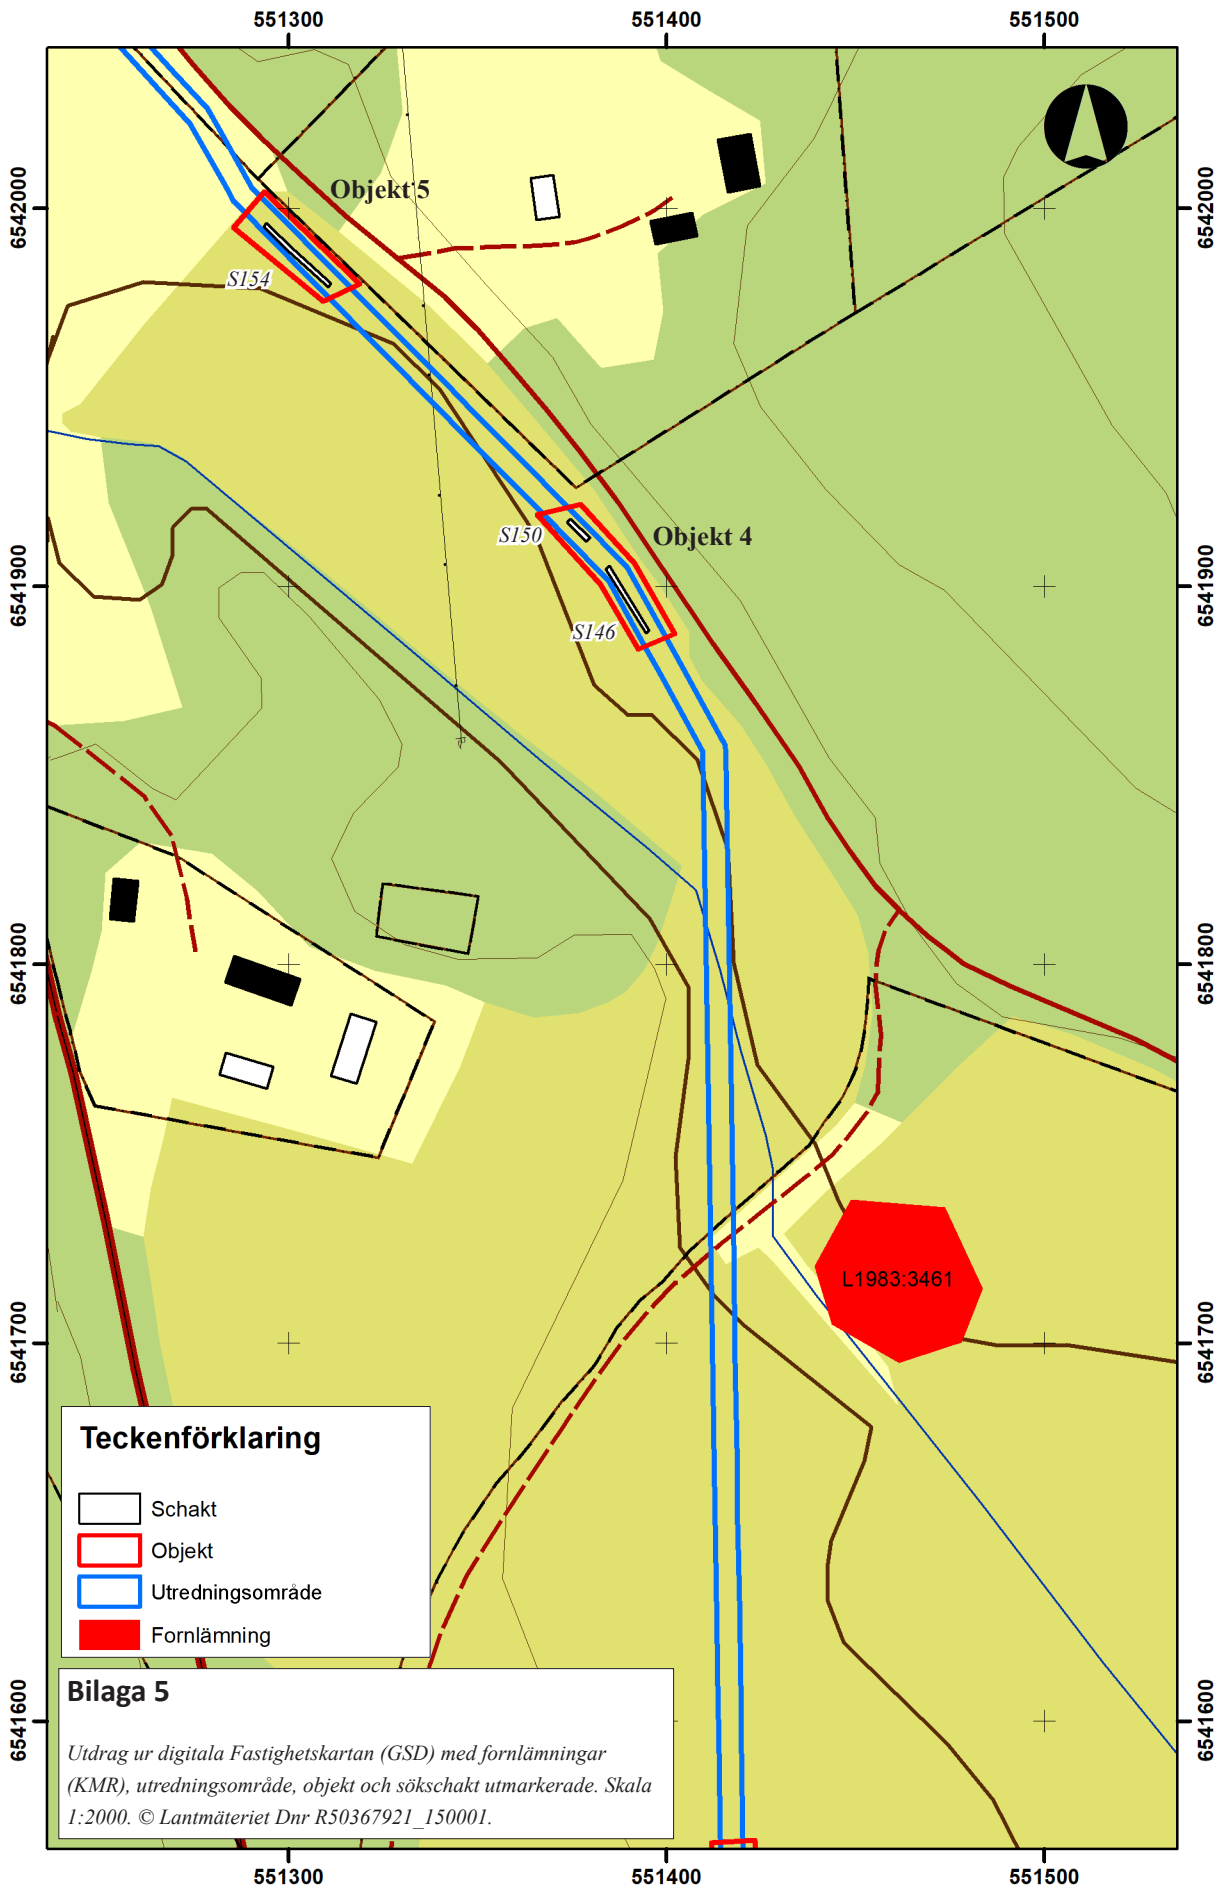 551300 551400 551500
6542000 6542000
Objekt 5
S154
S150
Objekt 4
6541900 6541900
S146
6541800 6541800
L1983:3461
6541700 6541700
Teckenförklaring
Schakt
Objekt
Utredningsområde
Fornlämning
Bilaga 5
6541600 6541600
Utdrag ur digitala Fastighetskartan (GSD) med fornlämningar
(KMR), utredningsområde, objekt och sökschakt utmarkerade. Skala
1:2000. © Lantmäteriet Dnr R50367921_150001.
551300 551400 551500